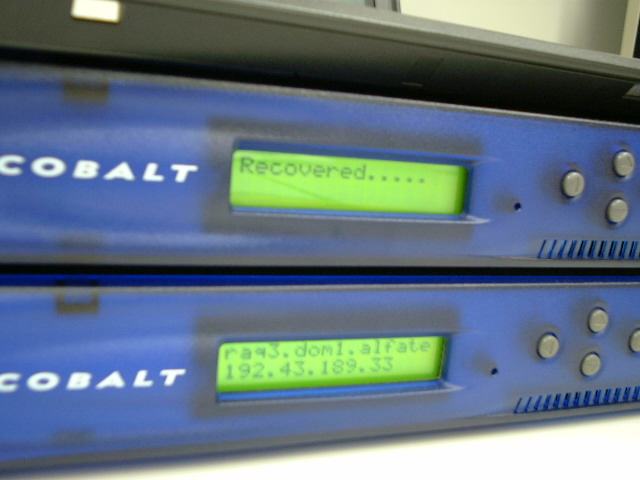 COBALT
Recovered.....
COBALT
raq3.dom1.alfate
192.43.189.33